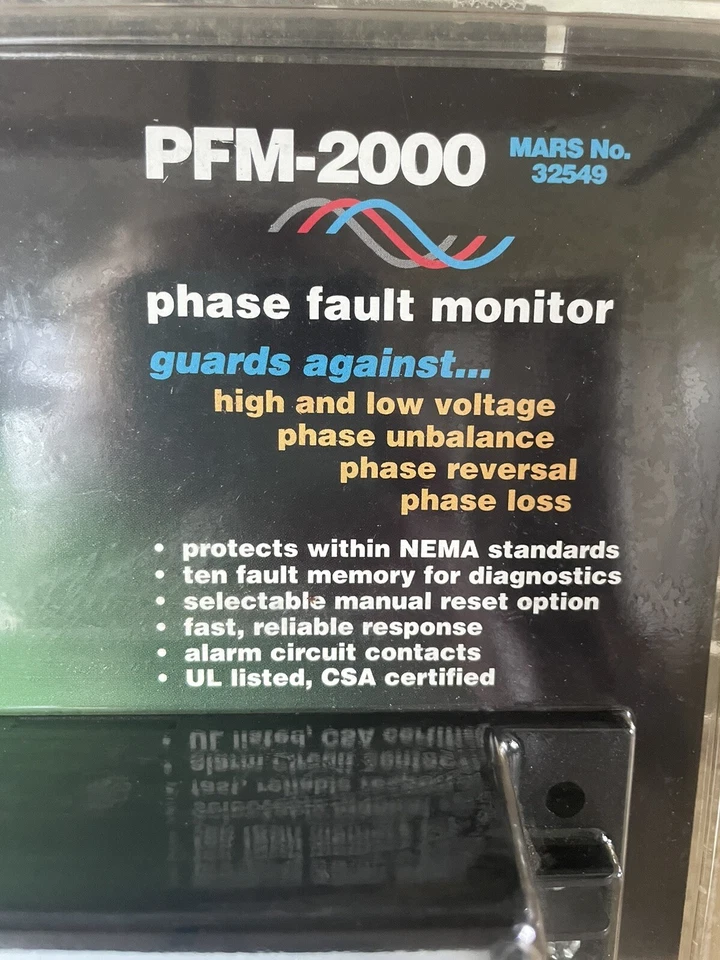 PFM-2000
MARS No.
32549
phase fault monitor
guards against...
high and low voltage
phase unbalance
phase reversal
phase loss
• protects within NEMA standards
• ten fault memory for diagnostics
• selectable manual reset option
• fast, reliable response
• alarm circuit contacts
• UL listed, CSA certified